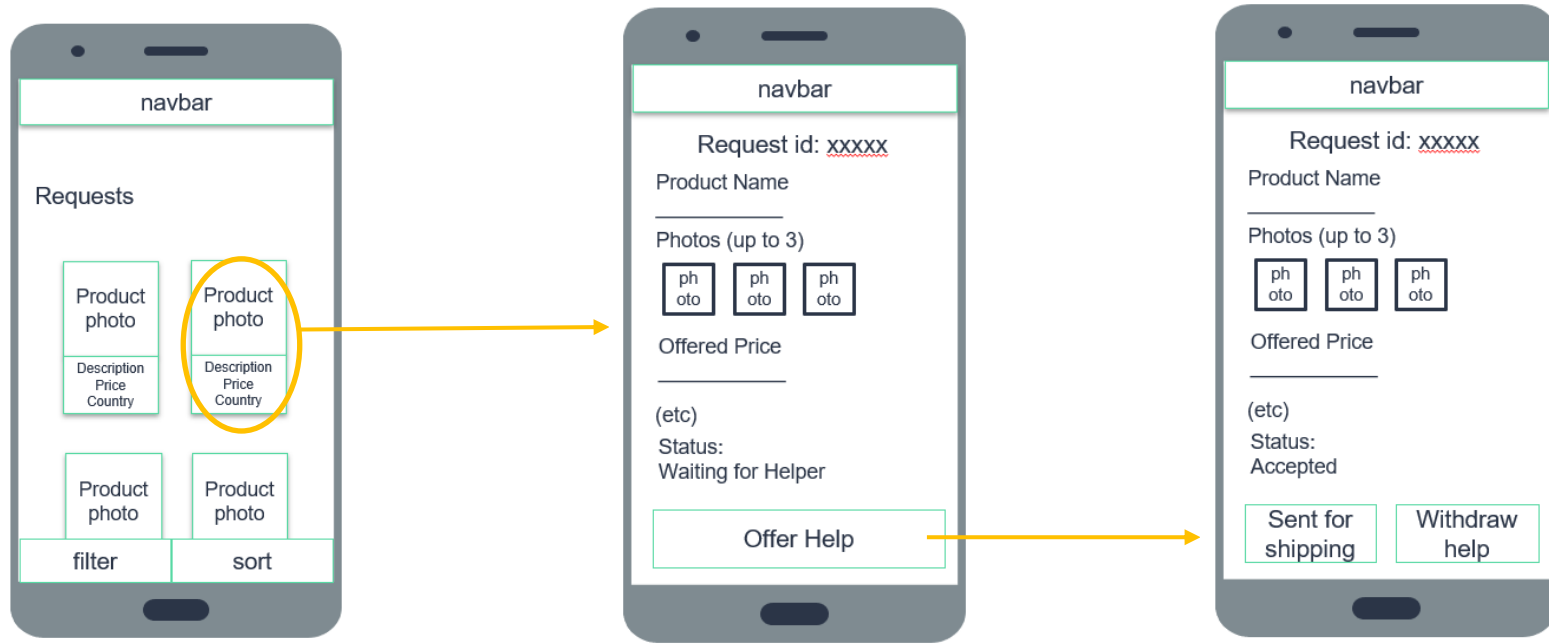 navbar
Requests
Product
photo
Description
Price
Country
Product
photo
Description
Price
Country
Product
photo
Product
photo
filter
sort
navbar
Request id: xxxxx
Product Name
Photos (up to 3)
ph
oto
ph
oto
ph
oto
Offered Price
(etc)
Status:
Waiting for Helper
Offer Help
navbar
Request id: xxxxx
Product Name
Photos (up to 3)
ph
oto
ph
oto
ph
oto
Offered Price
(etc)
Status:
Accepted
Sent for
shipping
Withdraw
help